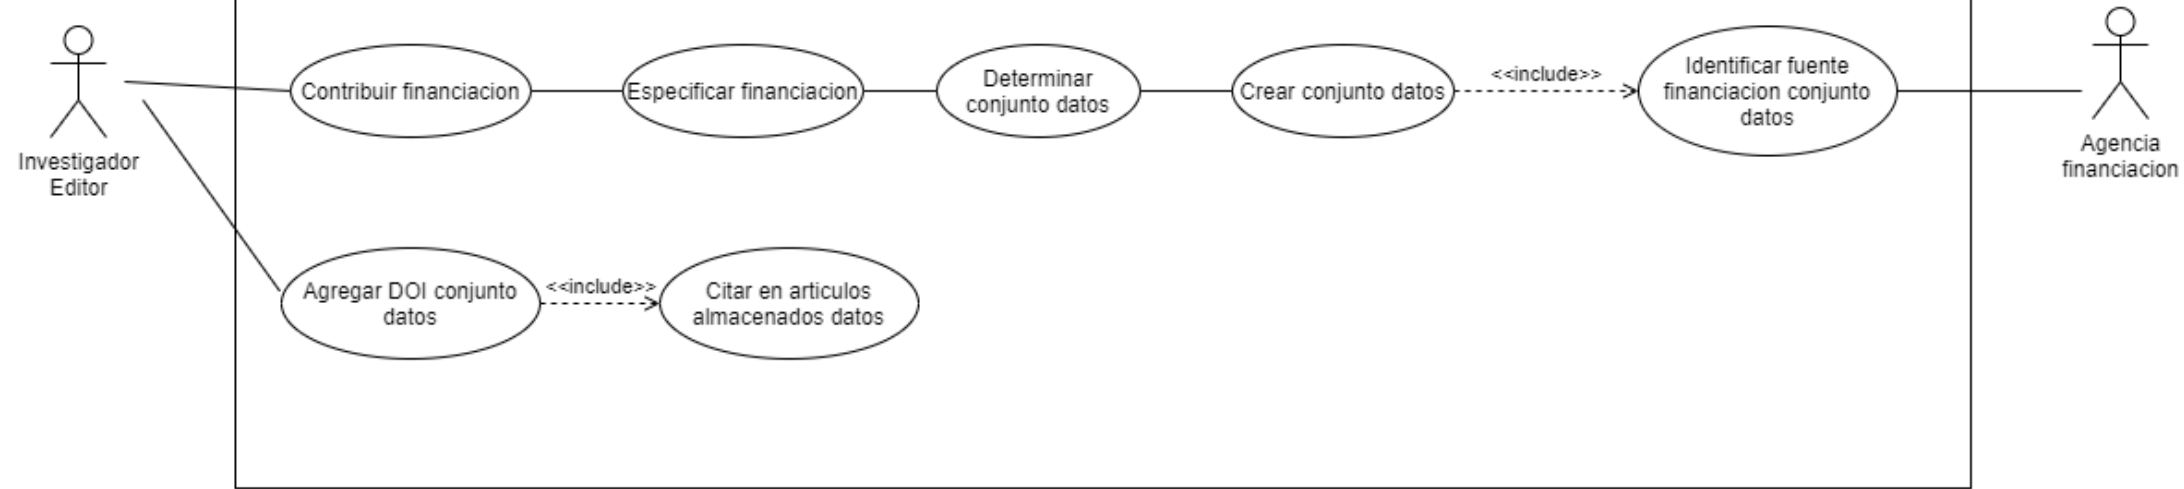 Investigador
Editor
Contribuir financiacion
Especificar financiacion
Determinar
conjunto datos
Crear conjunto datos
<<include>>
Identificar fuente
financiacion conjunto
datos
Agencia
financiacion
Agregar DOI conjunto
datos
<<include>>
Citar en articulos
almacenados datos